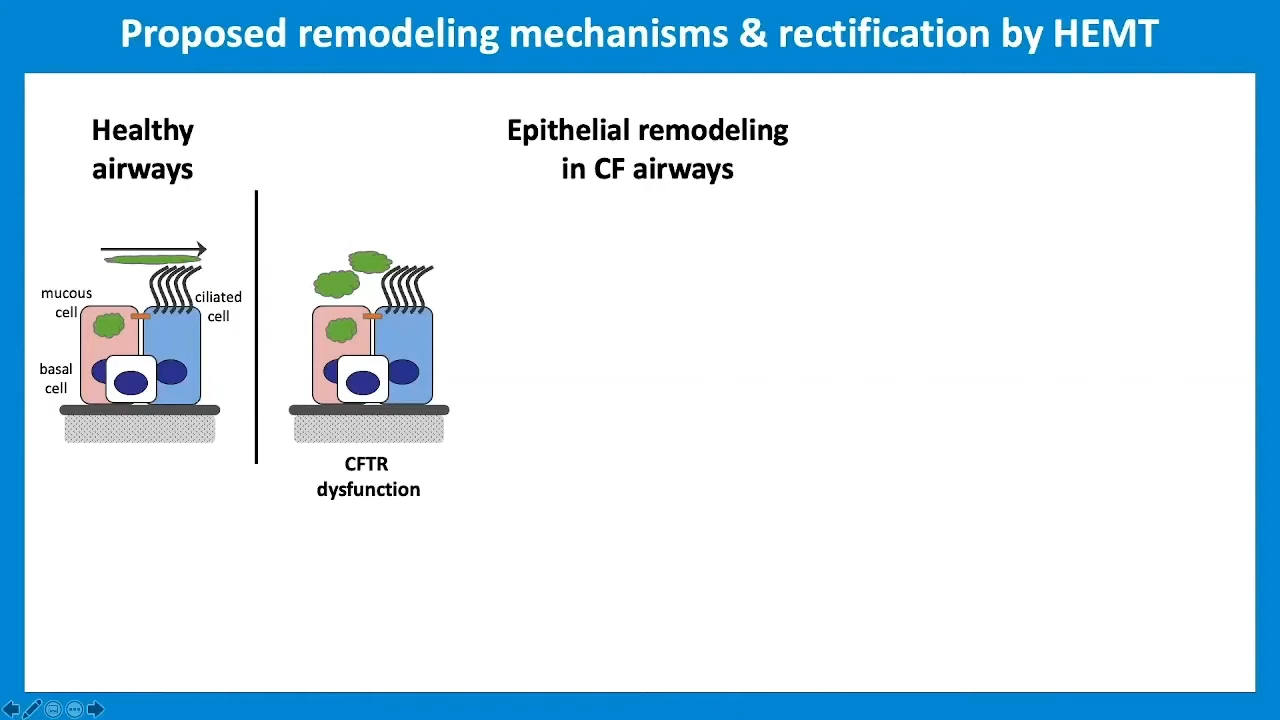 Proposed remodeling mechanisms & rectification by HEMT
Healthy
airways
Epithelial remodeling
in CF airways
mucous
cell
ciliated
cell
basal
cell
CFTR
dysfunction